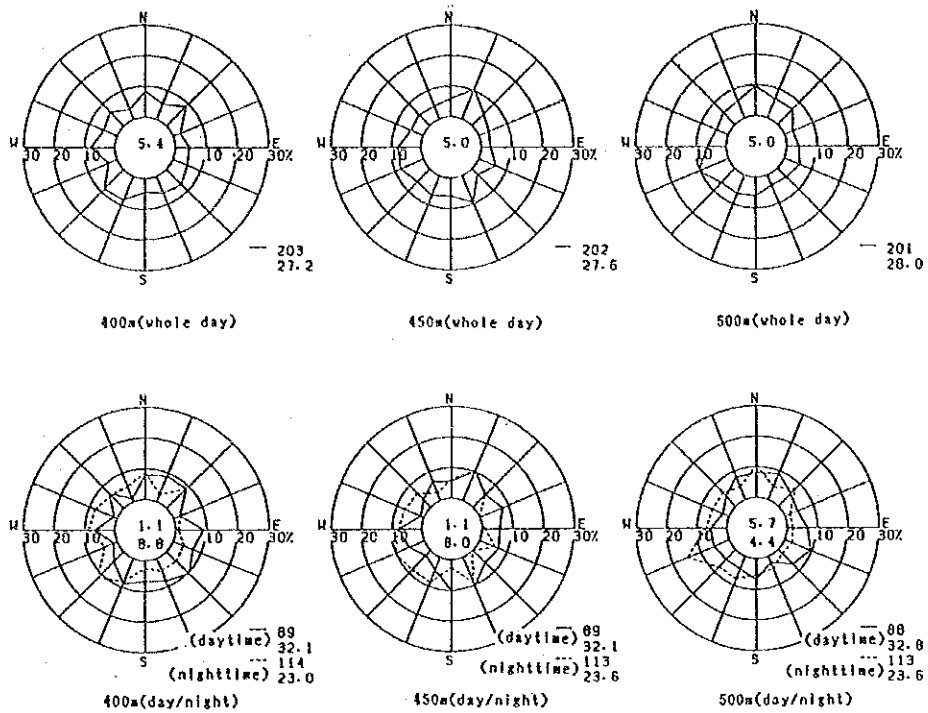 N N N
5.4 5.0 5.0
W 30 20 10 10 20 30% E W 30 20 10 10 20 30% E W 30 20 10 10 20 30% E
— 203 — 202 — 201
27.2 27.6 28.0
S S S
400m(whole day) 450m(whole day) 500m(whole day)
N N N
1.1 1.1 5.7
8.8 8.0 4.4
W 30 20 10 10 20 30% E W 30 20 10 10 20 30% E W 30 20 10 10 20 30% E
(daytime) — 89 (daytime) — 89 (daytime) — 88
32.1 32.1 32.8
S S S
(nighttime) --- 114 (nighttime) --- 113 (nighttime) --- 113
23.0 23.6 23.6
400m(day/night) 450m(day/night) 500m(day/night)